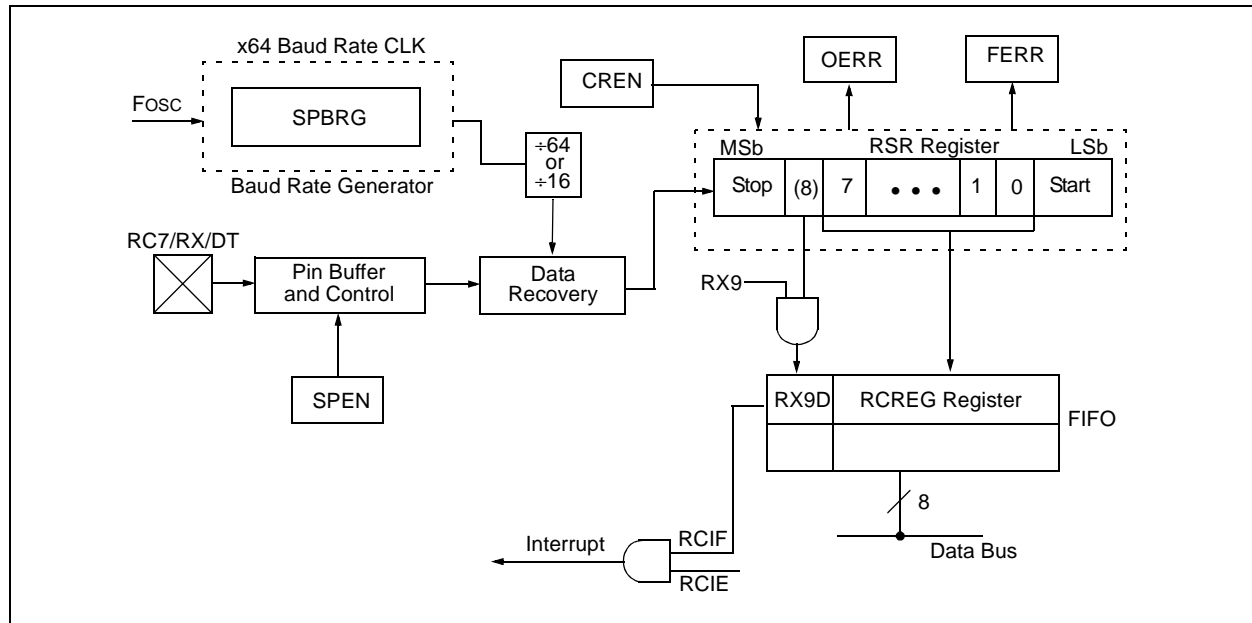 x64 Baud Rate CLK
FOSC
SPBRG
Baud Rate Generator
÷64
or
÷16
CREN
OERR
FERR
MSb
RSR Register
LSb
Stop
(8)
7
• • •
1
0
Start
RC7/RX/DT
Pin Buffer
and Control
Data
Recovery
SPEN
RX9
RX9D
RCREG Register
FIFO
8
Data Bus
Interrupt
RCIF
RCIE